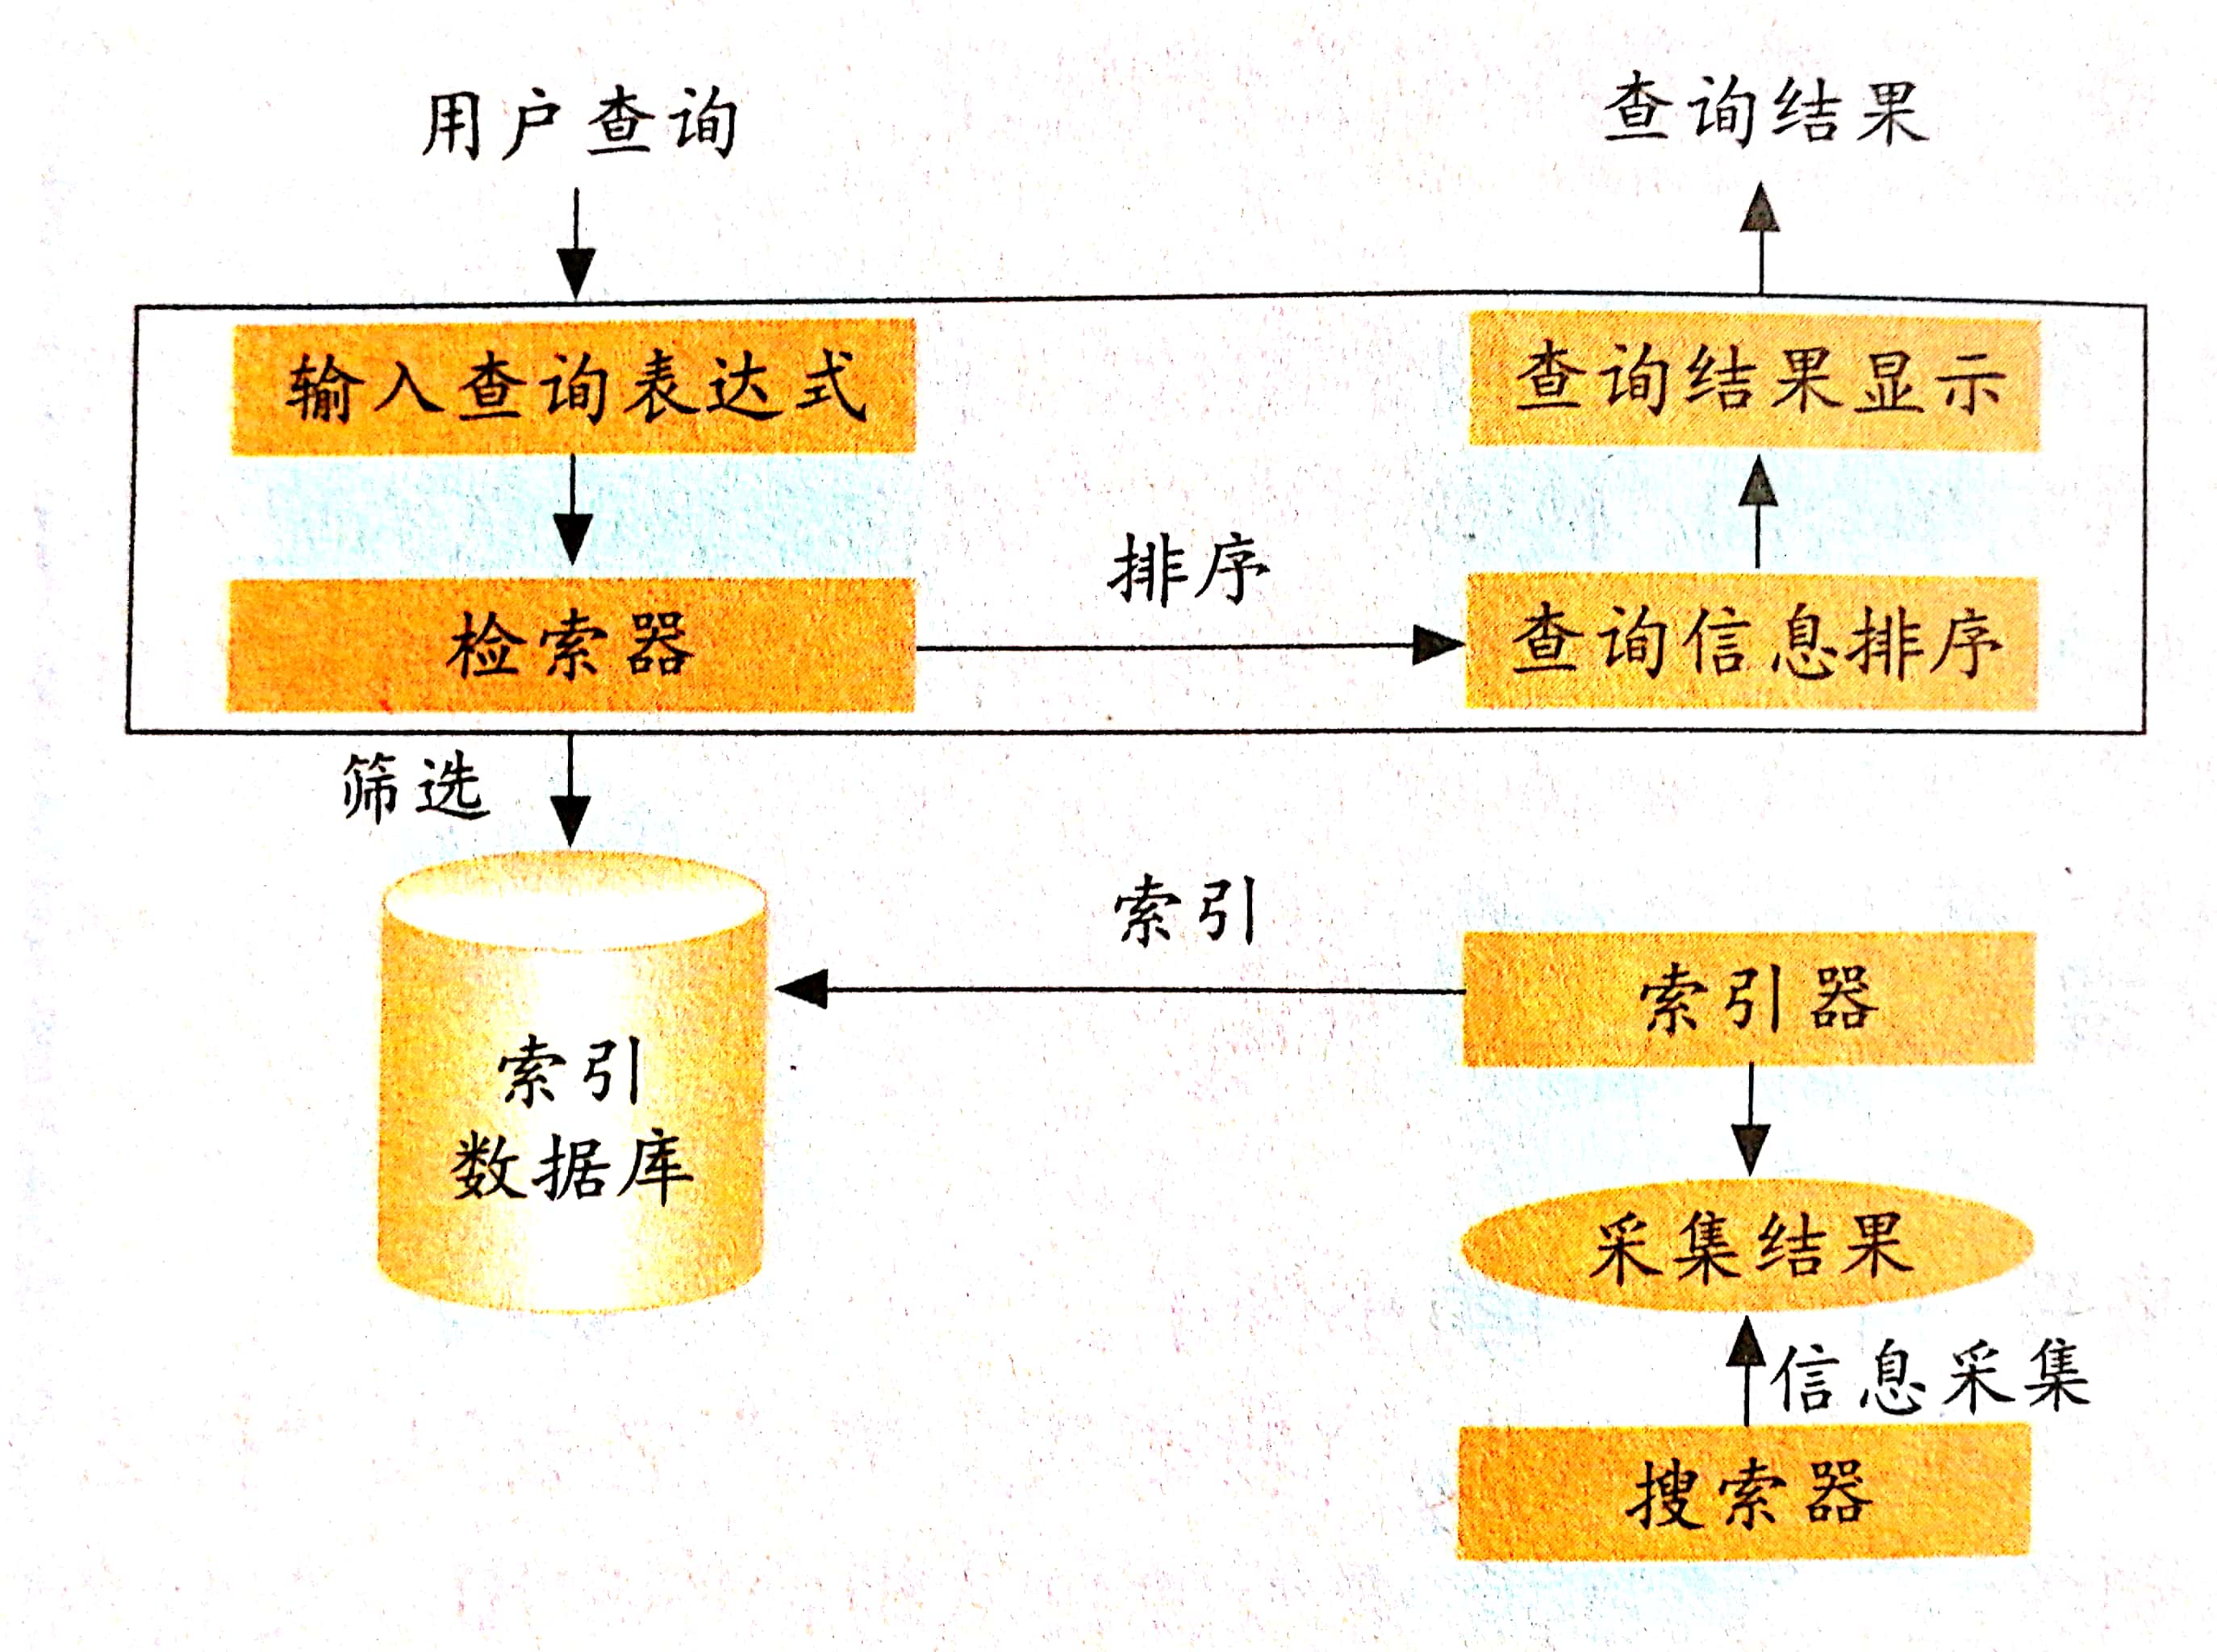 用户查询
查询结果
输入查询表达式
查询结果显示
排序
检索器
查询信息排序
筛选
索引
索引器
索引
数据库
采集结果
信息采集
搜索器